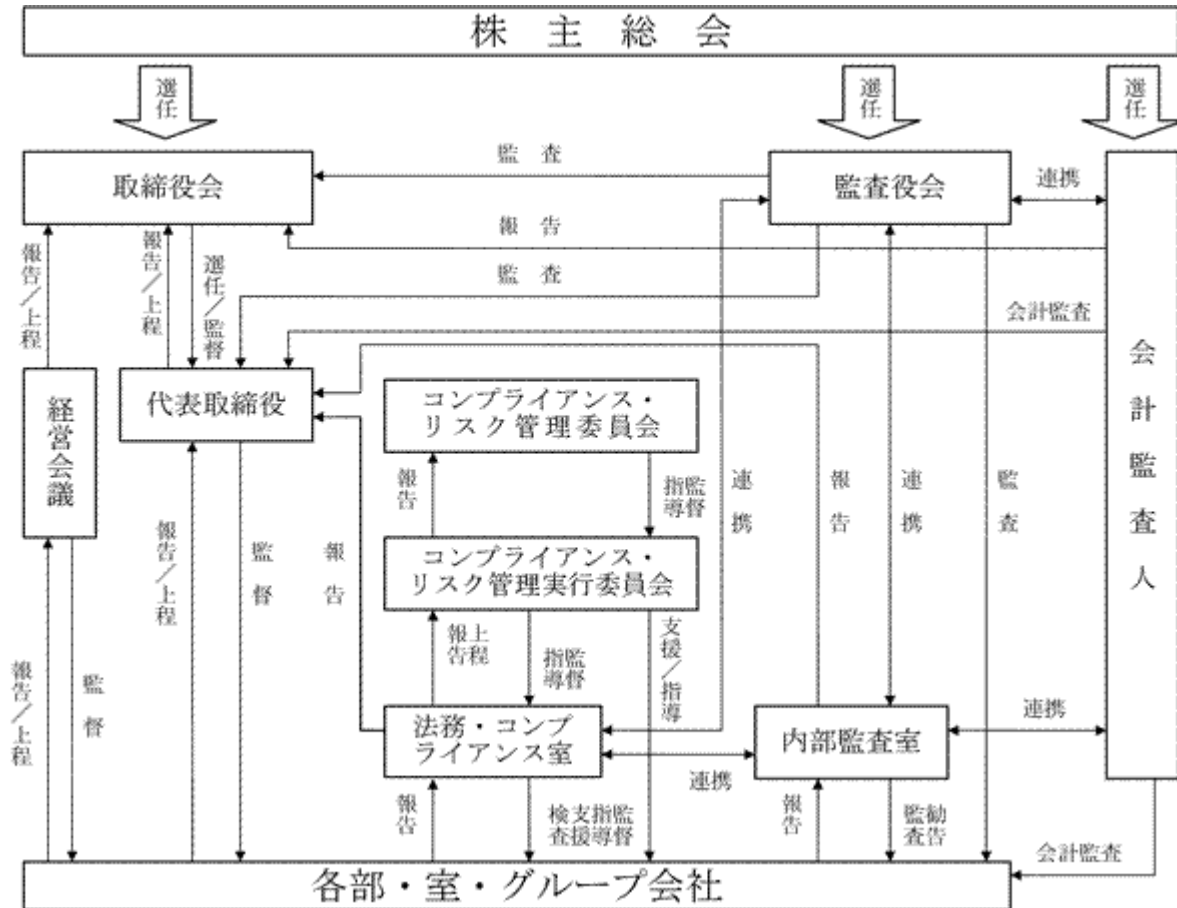 株主総会
選任
選任
選任
取締役会
監査
監査役会
連携
報告
監査
会計監査
報告/上程
報告/上程
選任/監督
経営会議
代表取締役
コンプライアンス・
リスク管理委員会
会計監査人
報告
指導
監督
連携
報告
連携
監査
報告/上程
監督
報告
コンプライアンス・
リスク管理実行委員会
報告
上程
指導
監督
支援/指導
報告/上程
監督
法務・コンプ
ライアンス室
連携
内部監査室
連携
報告
検査
支援
指導
監督
報告
監査
勧告
会計監査
各部・室・グループ会社